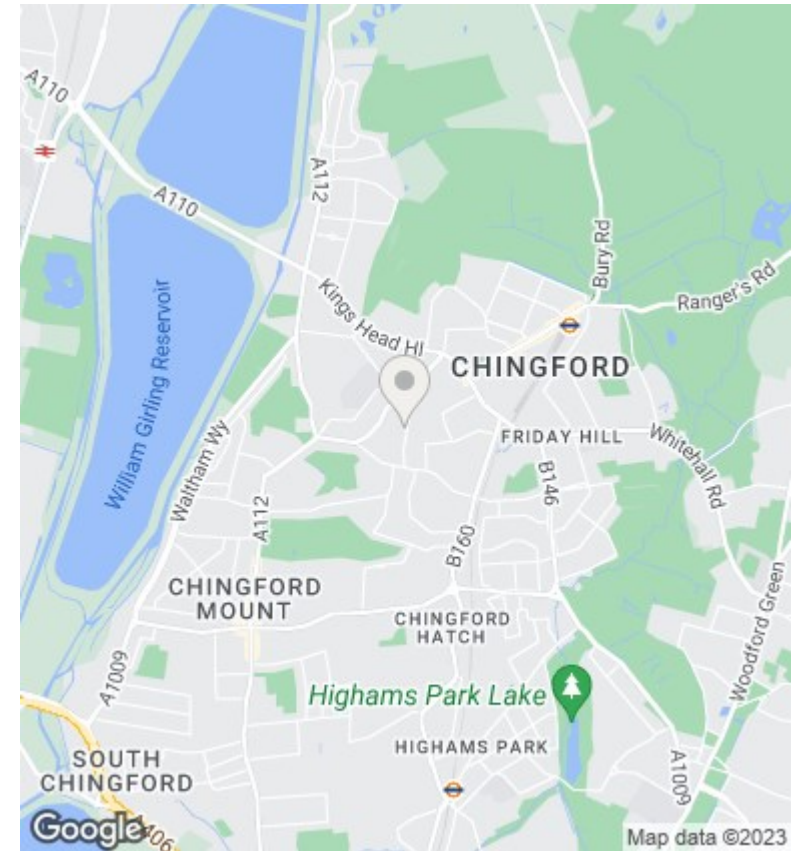 A110
A110
A112
Bury Rd
Ranger's Rd
Kings Head Hl
William Girling Reservoir
CHINGFORD
Waltham Wy
FRIDAY HILL
Whitehall Rd
B146
A112
B160
CHINGFORD
MOUNT
CHINGFORD
HATCH
Woodford Green
A1009
Highams Park Lake
HIGHAMS PARK
SOUTH
CHINGFORD
A1009
A406
Google
Map data ©2023